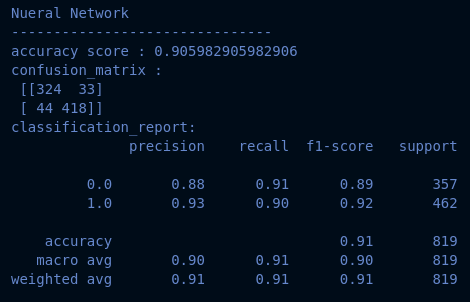 Nueral Network
-------------------------------
accuracy score : 0.905982905982906
confusion_matrix :
[[324  33]
[ 44 418]]
classification_report:
precision    recall  f1-score   support
0.0       0.88      0.91      0.89       357
1.0       0.93      0.90      0.92       462
accuracy                           0.91       819
macro avg       0.90      0.91      0.90       819
weighted avg       0.91      0.91      0.91       819